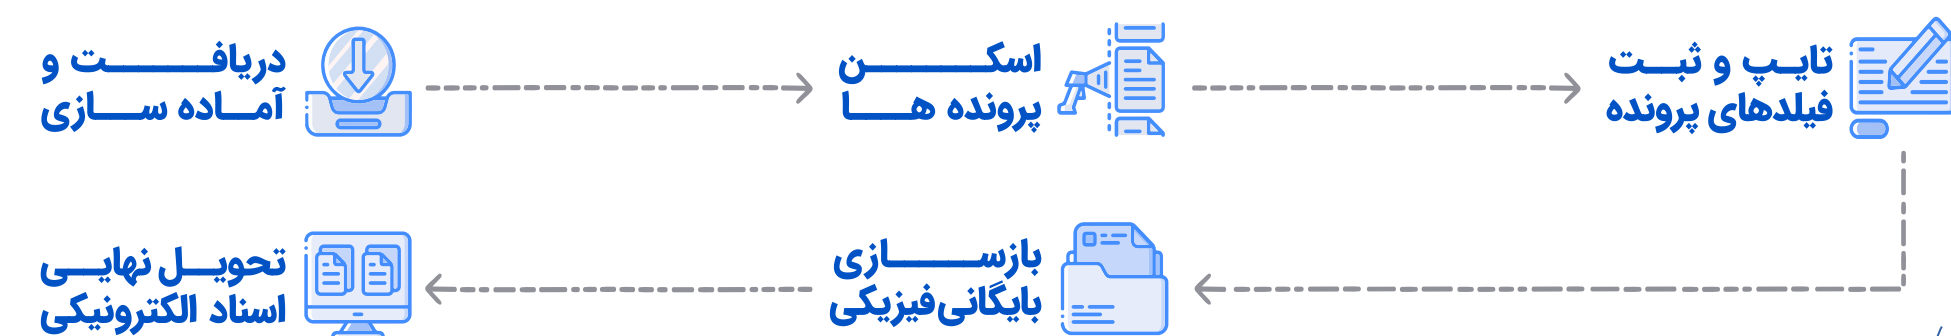 دریافت و
آماده سازی
اسکن
پرونده ها
تایپ و ثبت
فیلدهای پرونده
بازسازی
بایگانی فیزیکی
تحویل نهایی
اسناد الکترونیکی